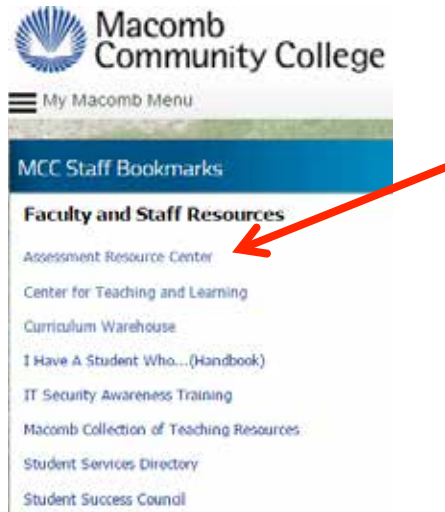 Macomb
Community College
My Macomb Menu
MCC Staff Bookmarks
Faculty and Staff Resources
Assessment Resource Center
Center for Teaching and Learning
Curriculum Warehouse
I Have A Student Who...(Handbook)
IT Security Awareness Training
Macomb Collection of Teaching Resources
Student Services Directory
Student Success Council